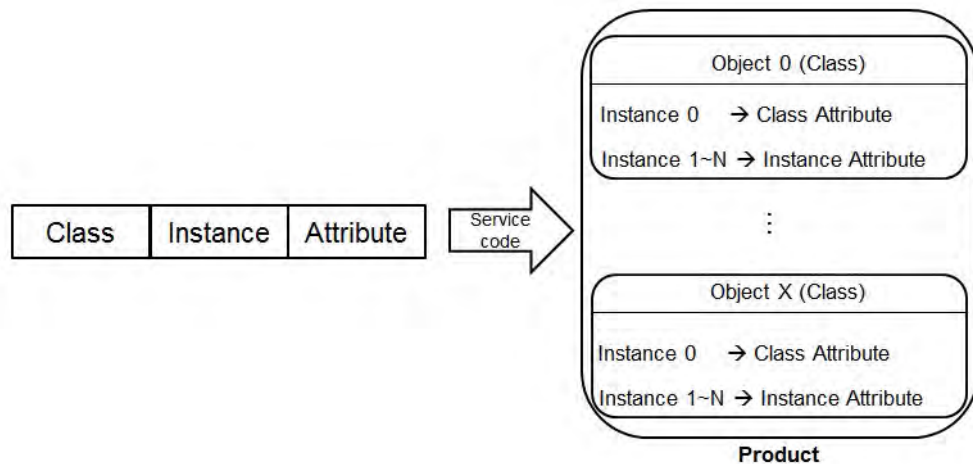 Class Instance Attribute
Service
code
Object 0 (Class)
Instance 0 → Class Attribute
Instance 1~N → Instance Attribute
⋮
Object X (Class)
Instance 0 → Class Attribute
Instance 1~N → Instance Attribute
Product